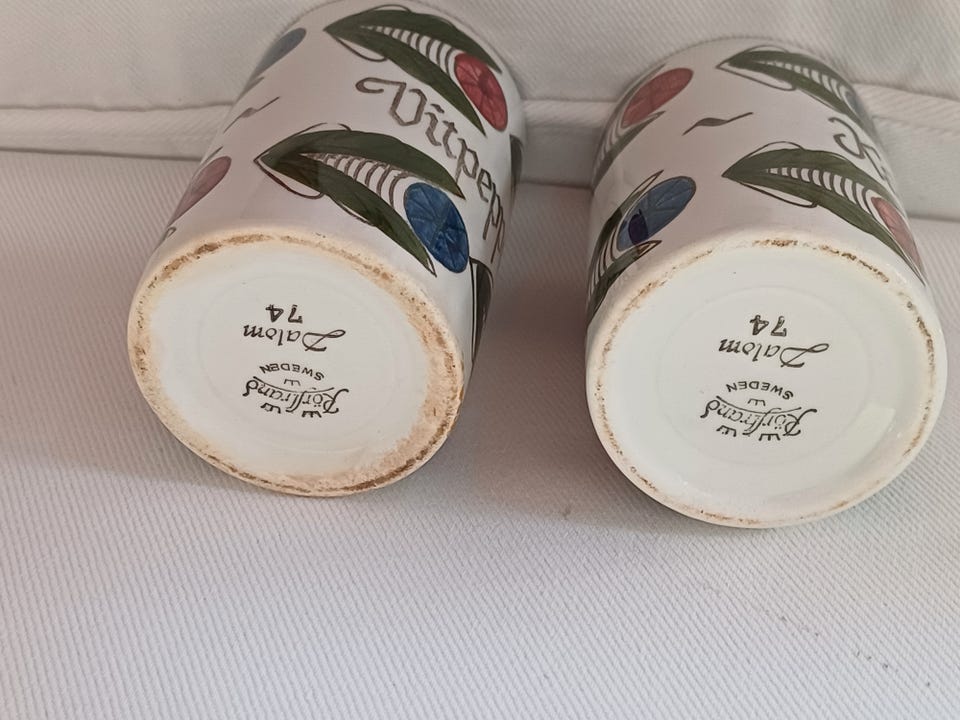 Vitpepp
Rörstrand
SWEDEN
Dalom
74
Rörstrand
SWEDEN
Dalom
74